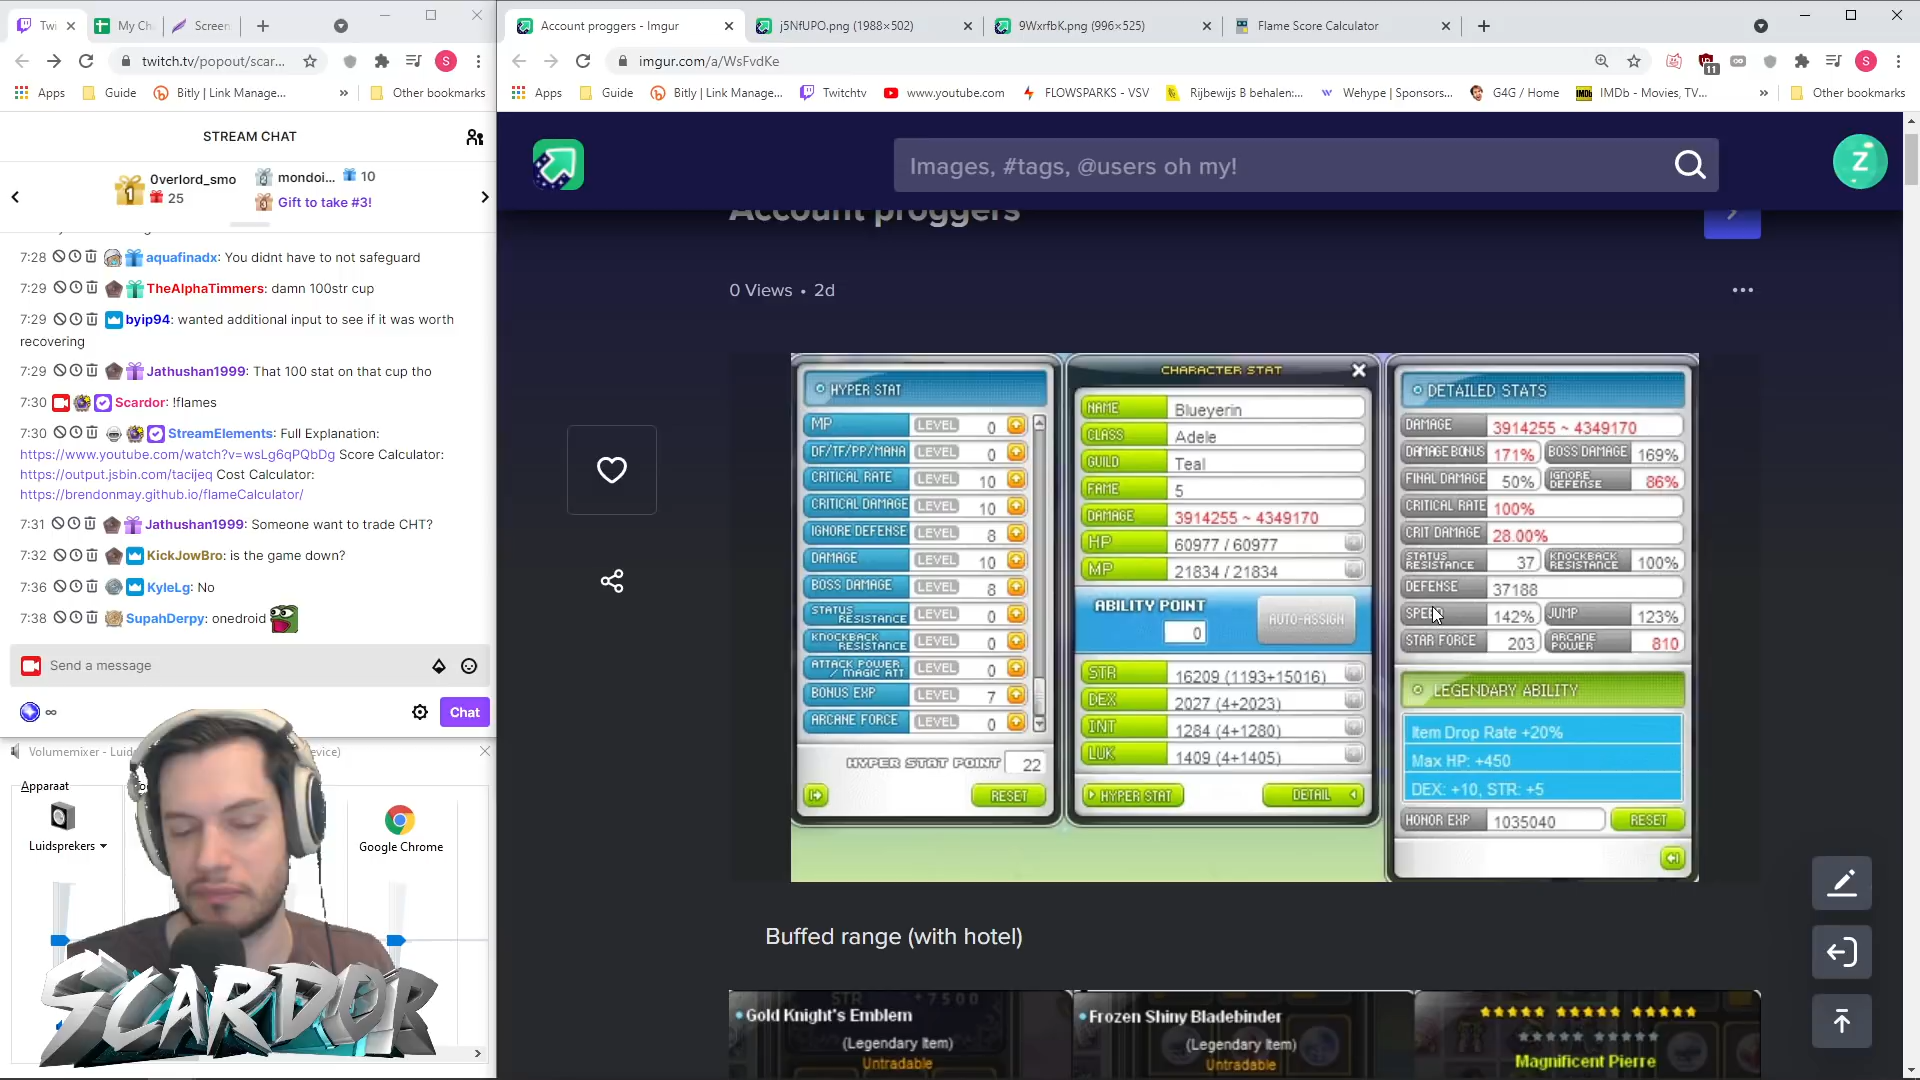 Twi
My Ch
Screen
twitch.tv/popout/scar...
Apps
Guide
Bitly | Link Manage...
»
Other bookmarks
STREAM CHAT
0verlord_smo
25
mondoi... 10
Gift to take #3!
7:28 aquafinadx: You didnt have to not safeguard
7:29 TheAlphaTimmers: damn 100str cup
7:29 byip94: wanted additional input to see if it was worth
recovering
7:29 Jathushan1999: That 100 stat on that cup tho
7:30 Scardor: !flames
7:30 StreamElements: Full Explanation:
https://www.youtube.com/watch?v=wsLg6qPQbDg Score Calculator:
https://output.jsbin.com/tacijeq Cost Calculator:
https://brendonmay.github.io/flameCalculator/
7:31 Jathushan1999: Someone want to trade CHT?
7:32 KickJowBro: is the game down?
7:36 KyleLg: No
7:38 SupahDerpy: onedroid
Send a message
∞
Chat
Volumemixer - Luids
evice)
Apparaat
Luidsprekers
Google Chrome
SCARDOR
Account proggers - Imgur
j5NfUPO.png (1988×502)
9WxrfbK.png (996×525)
Flame Score Calculator
imgur.com/a/WsFvdKe
11
S
Apps
Guide
Bitly | Link Manage...
Twitchtv
www.youtube.com
FLOWSPARKS - VSV
Rijbewijs B behalen:...
Wehype | Sponsors...
G4G / Home
IMDb - Movies, TV...
»
Other bookmarks
Images, #tags, @users oh my!
Z
Account proggers
0 Views • 2d
HYPER STAT
MP LEVEL 0
DF/TF/PP/MANA LEVEL 0
CRITICAL RATE LEVEL 10
CRITICAL DAMAGE LEVEL 10
IGNORE DEFENSE LEVEL 8
DAMAGE LEVEL 10
BOSS DAMAGE LEVEL 8
STATUS RESISTANCE LEVEL 0
KNOCKBACK RESISTANCE LEVEL 0
ATTACK POWER / MAGIC ATT LEVEL 0
BONUS EXP LEVEL 7
ARCANE FORCE LEVEL 0
HYPER STAT POINT 22
RESET
CHARACTER STAT
NAME Blueyerin
CLASS Adele
GUILD Teal
FAME 5
DAMAGE 3914255 ~ 4349170
HP 60977 / 60977
MP 21834 / 21834
ABILITY POINT
0
AUTO-ASSIGN
STR 16209 (1193+15016)
DEX 2027 (4+2023)
INT 1284 (4+1280)
LUK 1409 (4+1405)
HYPER STAT
DETAIL
DETAILED STATS
DAMAGE 3914255 ~ 4349170
DAMAGE BONUS 171% BOSS DAMAGE 169%
FINAL DAMAGE 50% IGNORE DEFENSE 86%
CRITICAL RATE 100%
CRIT DAMAGE 28.00%
STATUS RESISTANCE 37 KNOCKBACK RESISTANCE 100%
DEFENSE 37188
SPEED 142% JUMP 123%
STAR FORCE 203 ARCANE POWER 810
LEGENDARY ABILITY
Item Drop Rate +20%
Max HP: +450
DEX: +10, STR: +5
HONOR EXP 1035040 RESET
Buffed range (with hotel)
STR +7500
Gold Knight's Emblem
(Legendary Item)
Untradable
Frozen Shiny Bladebinder
(Legendary Item)
Untradable
Magnificent Pierre